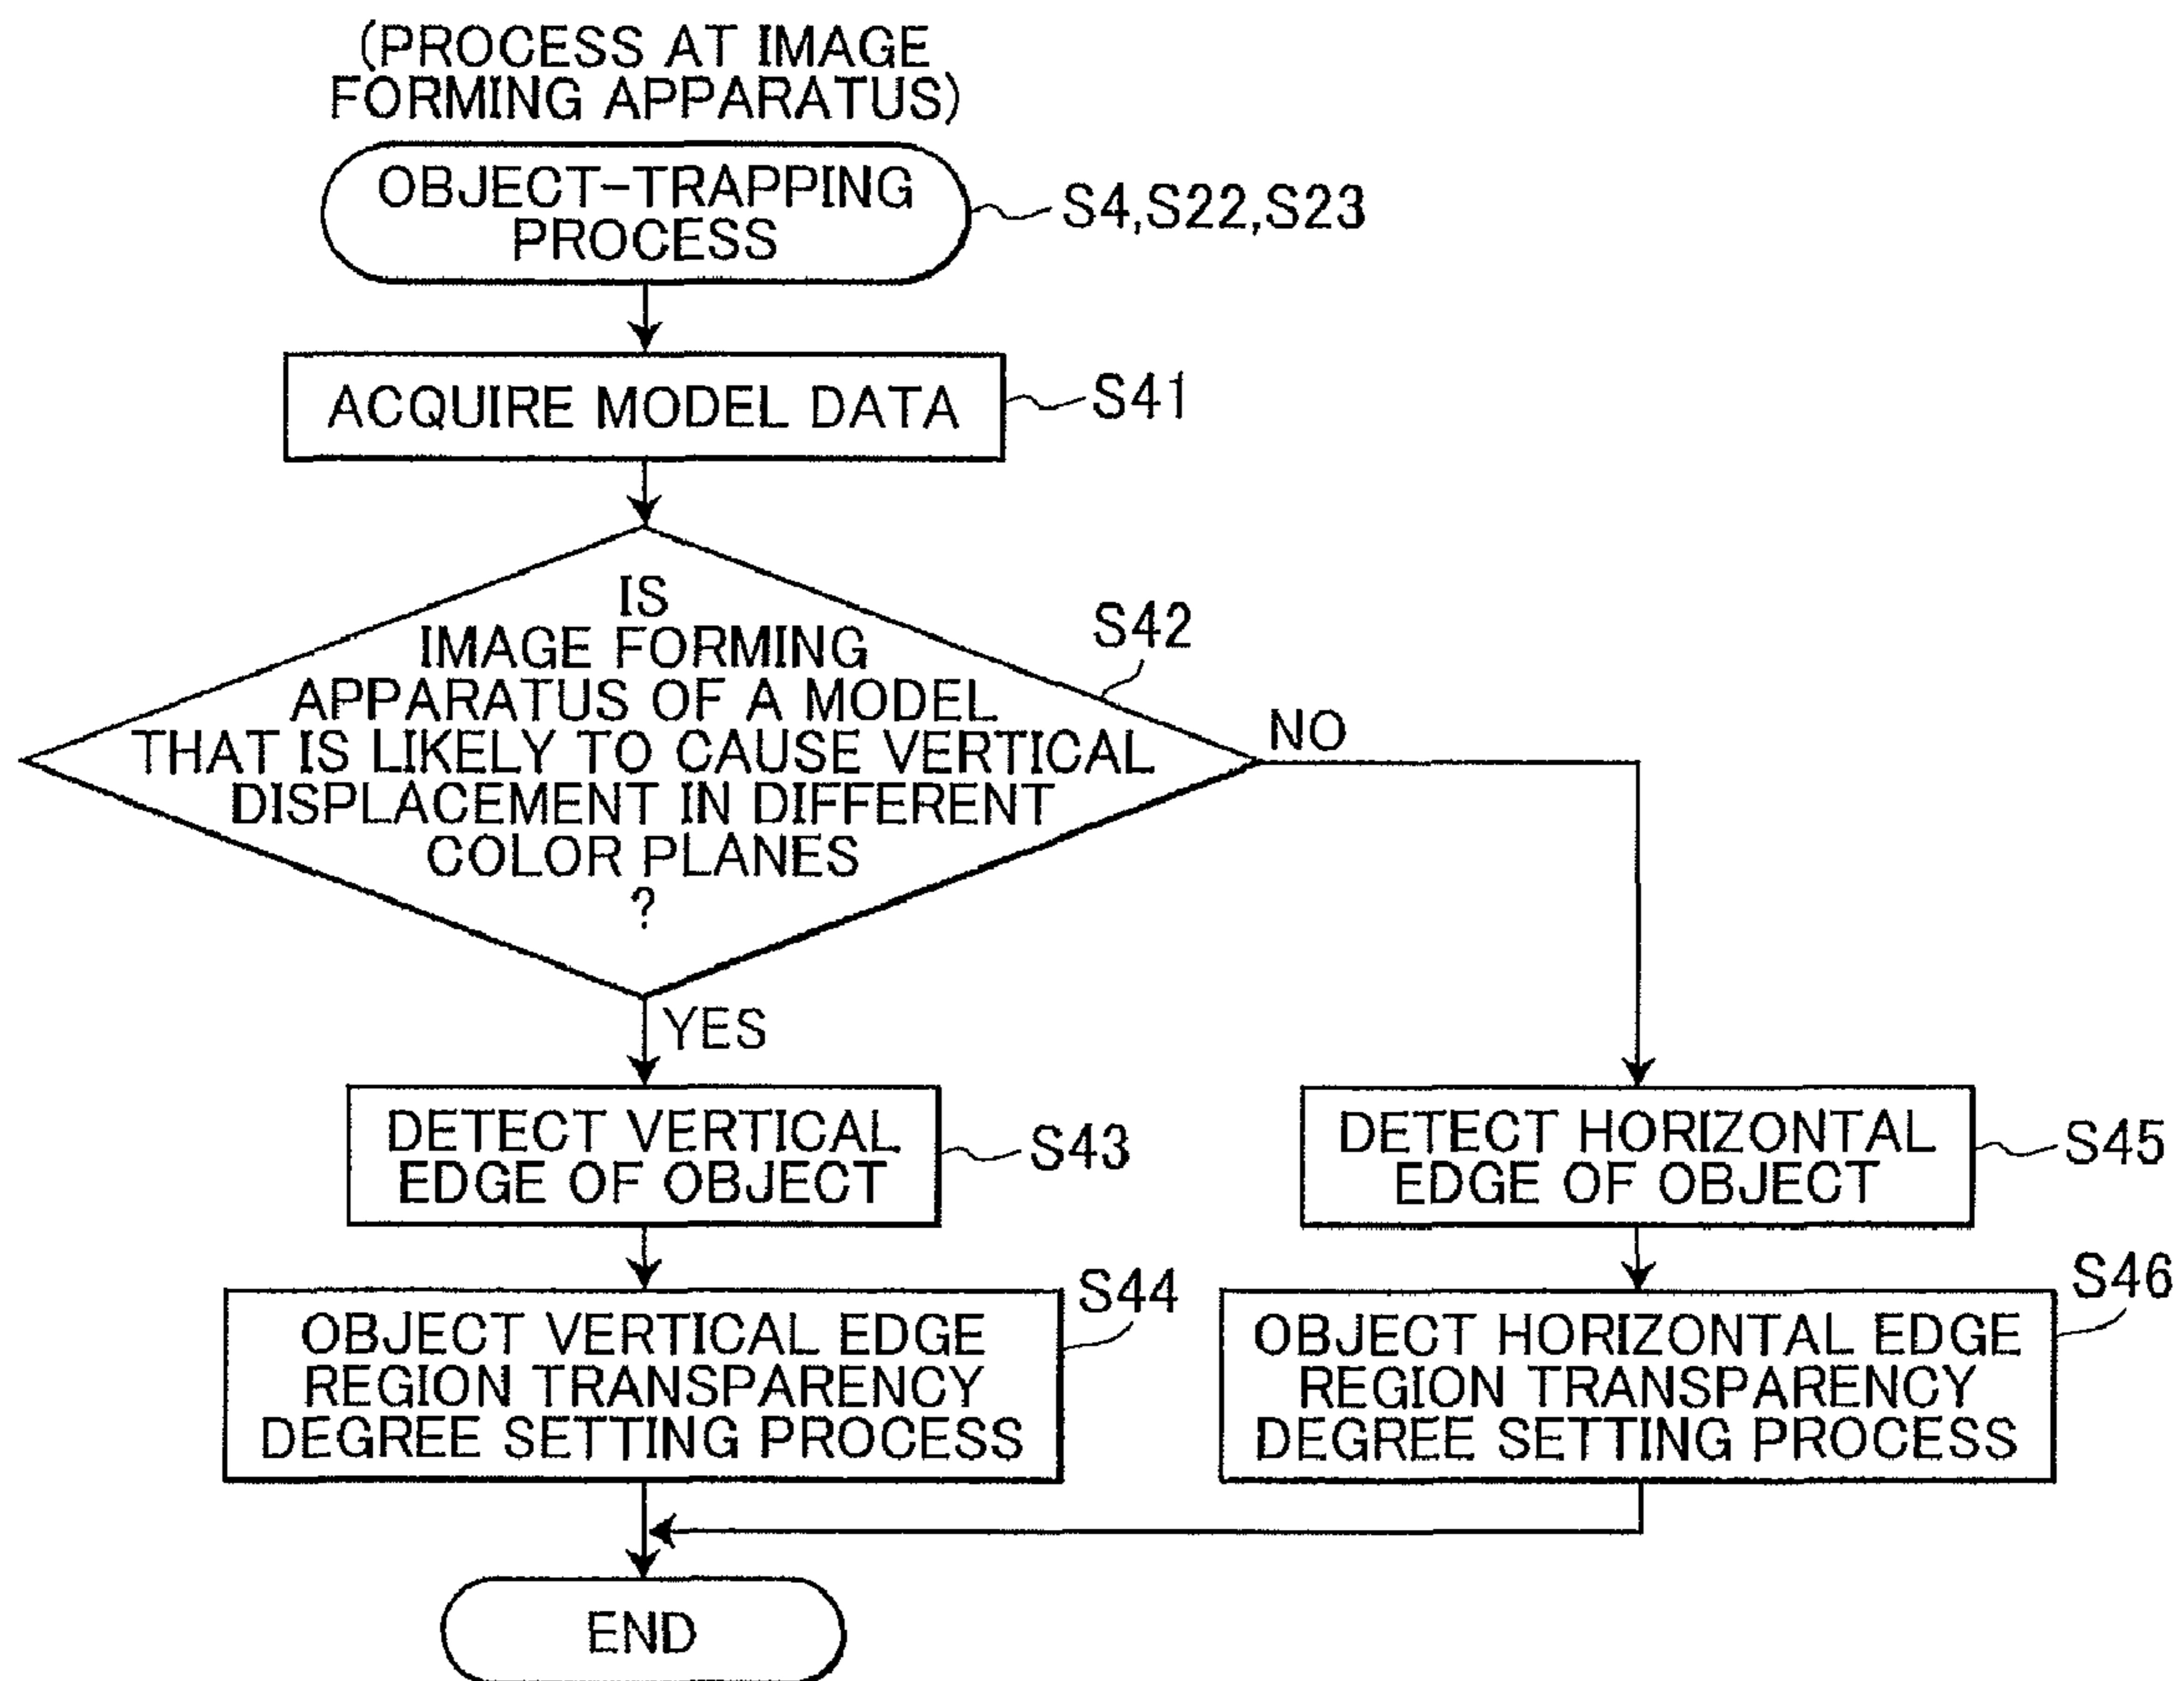 (PROCESS AT IMAGE
FORMING APPARATUS)
OBJECT-TRAPPING
PROCESS
S4,S22,S23
ACQUIRE MODEL DATA
S41
IS
IMAGE FORMING
APPARATUS OF A MODEL
THAT IS LIKELY TO CAUSE VERTICAL
DISPLACEMENT IN DIFFERENT
COLOR PLANES
?
S42
NO
YES
DETECT VERTICAL
EDGE OF OBJECT
S43
DETECT HORIZONTAL
EDGE OF OBJECT
S45
OBJECT VERTICAL EDGE
REGION TRANSPARENCY
DEGREE SETTING PROCESS
S44
OBJECT HORIZONTAL EDGE
REGION TRANSPARENCY
DEGREE SETTING PROCESS
S46
END